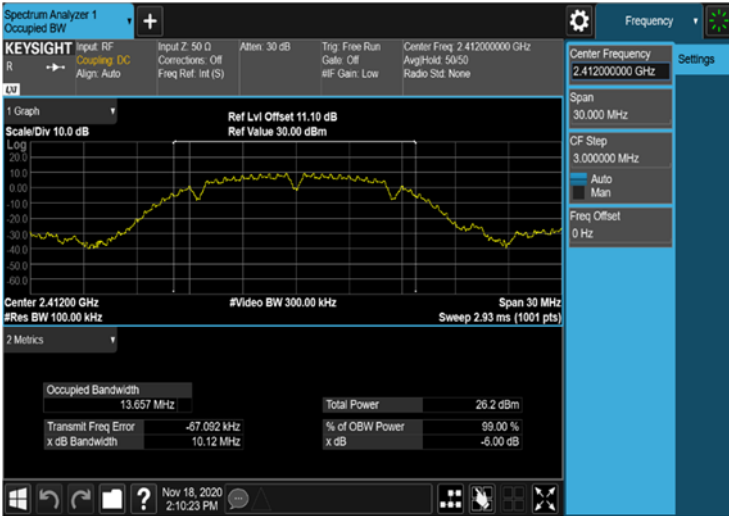 Spectrum Analyzer 1
Occupied BW
+
Frequency
KEYSIGHT
R
LXI
Input: RF
Coupling: DC
Align: Auto
Input Z: 50 Ω
Corrections: Off
Freq Ref: Int (S)
Atten: 30 dB
Trig: Free Run
Gate: Off
#IF Gain: Low
Center Freq: 2.412000000 GHz
Avg|Hold: 50/50
Radio Std: None
Center Frequency
2.412000000 GHz
Settings
Span
30.000 MHz
CF Step
3.000000 MHz
Auto
Man
Freq Offset
0 Hz
1 Graph
Scale/Div 10.0 dB
Ref Lvl Offset 11.10 dB
Ref Value 30.00 dBm
Log
20.0
10.0
0.00
-10.0
-20.0
-30.0
-40.0
-50.0
-60.0
Center 2.41200 GHz
#Video BW 300.00 kHz
Span 30 MHz
#Res BW 100.00 kHz
Sweep 2.93 ms (1001 pts)
2 Metrics
Occupied Bandwidth
13.657 MHz
Total Power 26.2 dBm
Transmit Freq Error -67.092 kHz
% of OBW Power 99.00 %
x dB Bandwidth 10.12 MHz
x dB -6.00 dB
?
Nov 18, 2020
2:10:23 PM